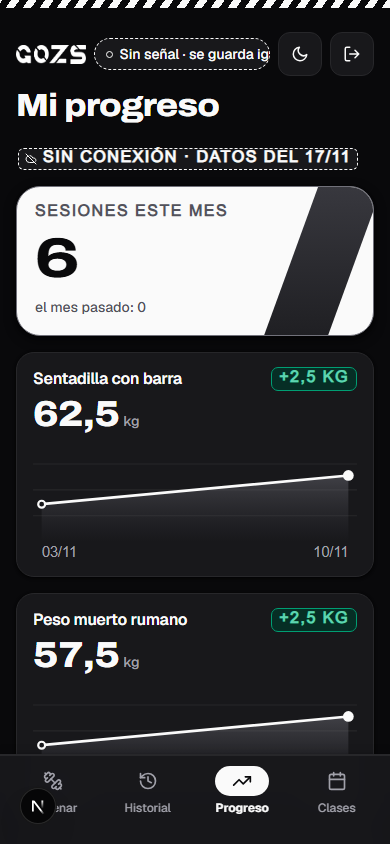 GOZS
Sin señal · se guarda ig
Mi progreso
SIN CONEXIÓN · DATOS DEL 17/11
SESIONES ESTE MES
6
el mes pasado: 0
Sentadilla con barra
+2,5 KG
62,5 kg
03/11
10/11
Peso muerto rumano
+2,5 KG
57,5 kg
N
enar
Historial
Progreso
Clases